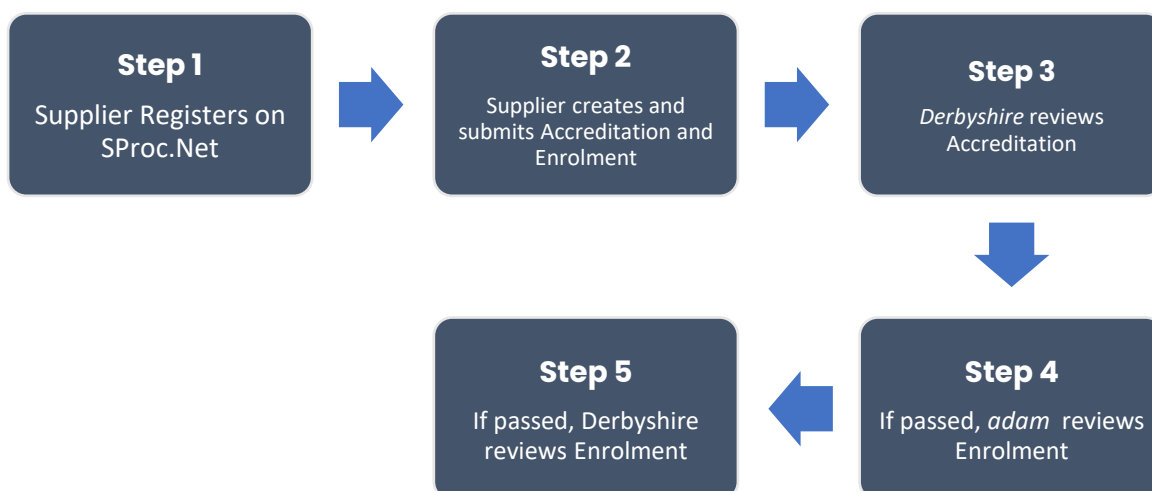 Step 1
Supplier Registers on
SProc.Net
Step 2
Supplier creates and
submits Accreditation and
Enrolment
Step 3
Derbyshire reviews
Accreditation
Step 4
If passed, adam reviews
Enrolment
Step 5
If passed, Derbyshire
reviews Enrolment